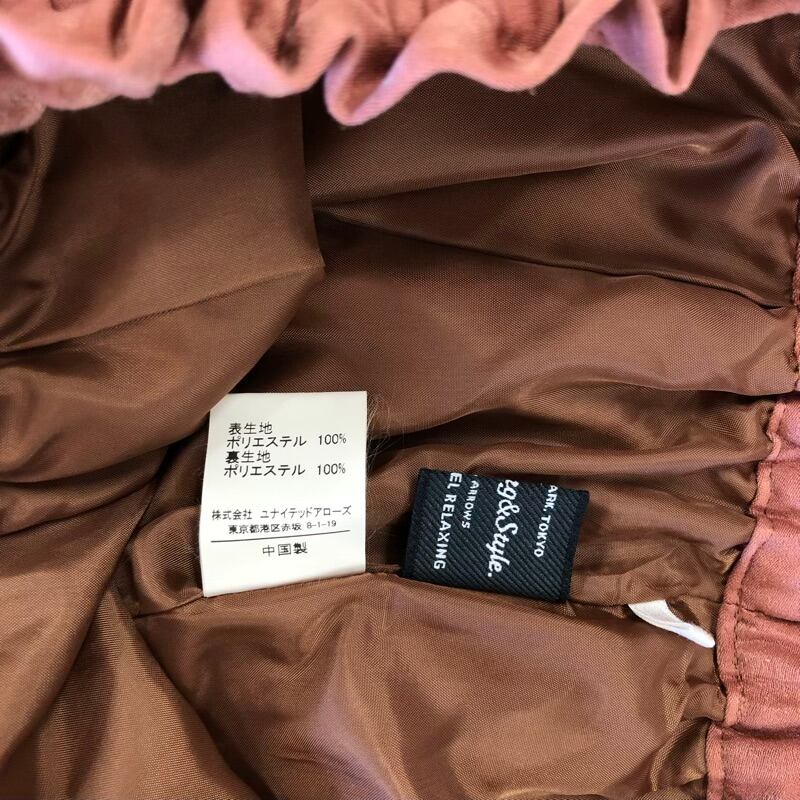 表生地
ポリエステル 100%
裏生地
ポリエステル 100%
株式会社 ユナイテッドアローズ
東京都港区赤坂 8-1-19
中国製
ARK, TOKYO
ng&Style.
ARROWS
EL RELAXING